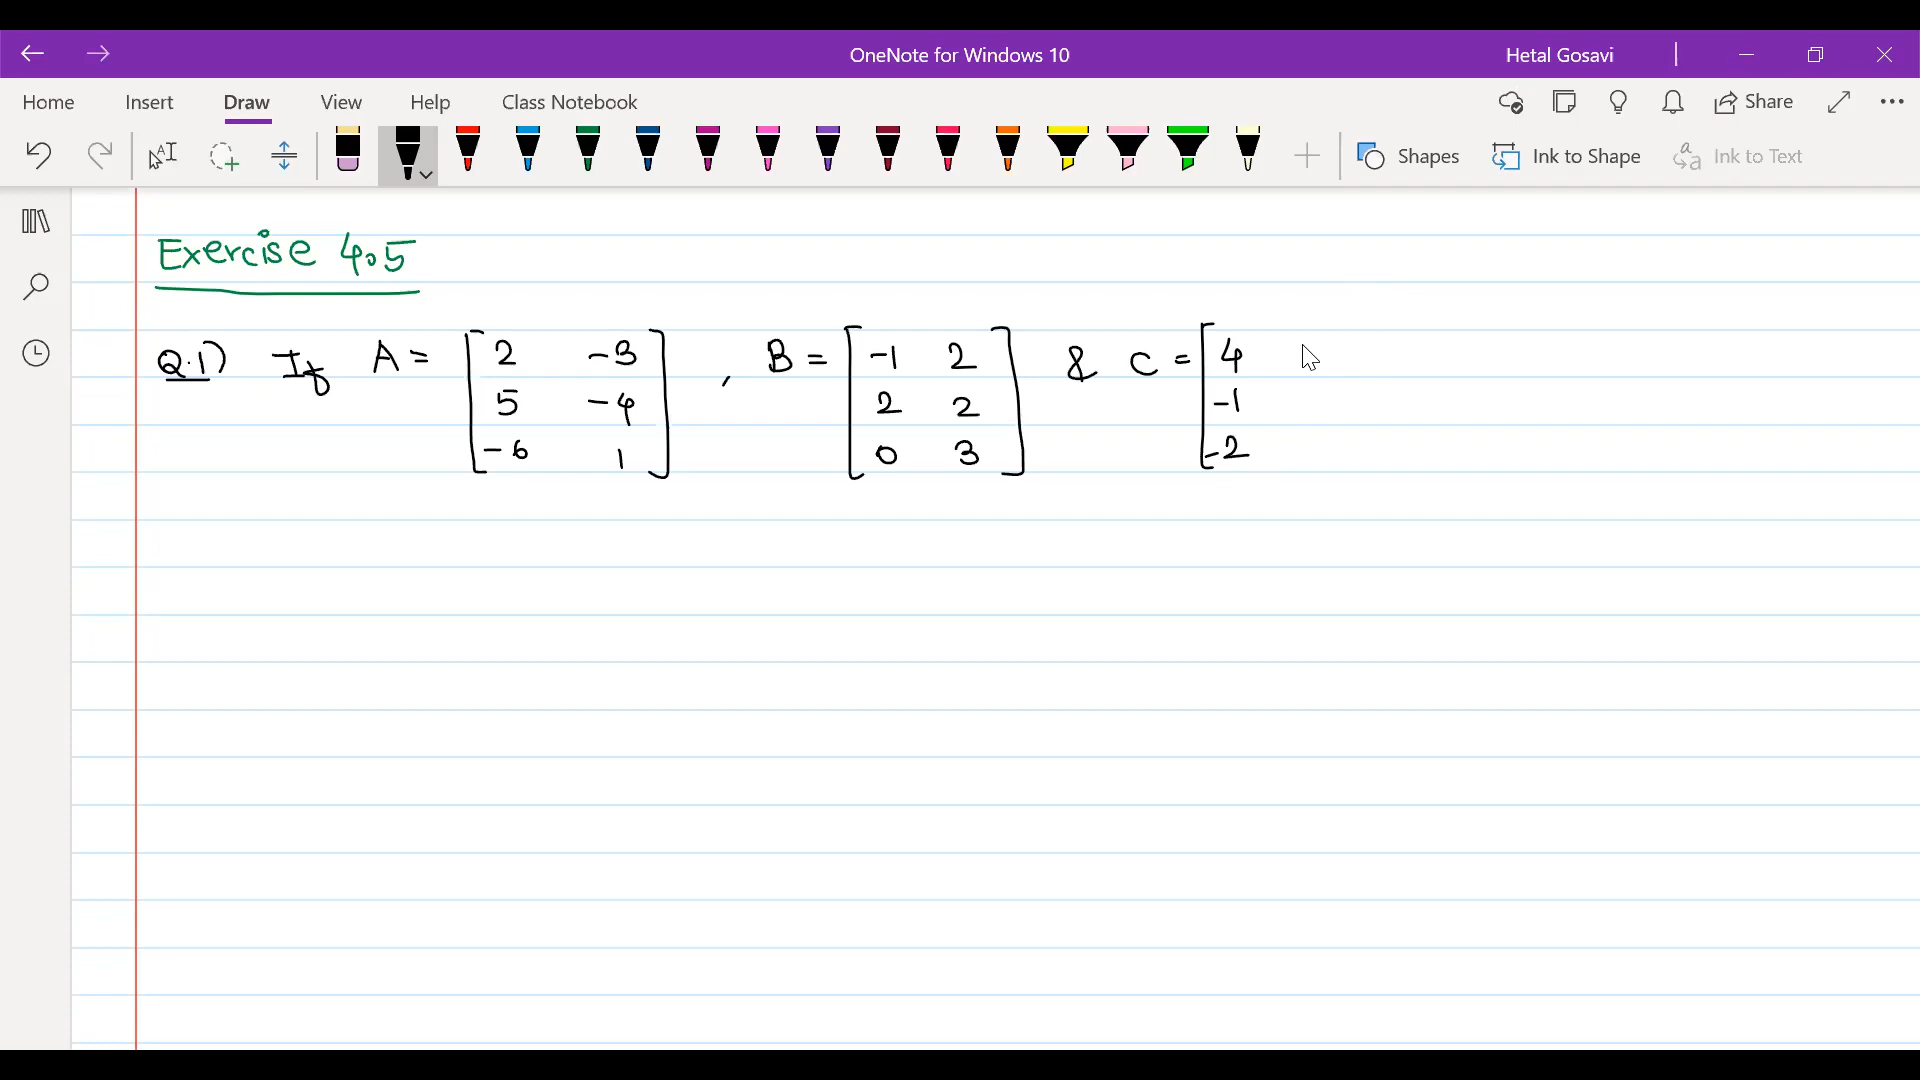 OneNote for Windows 10 Hetal Gosavi
Home Insert Draw View Help Class Notebook Share
Shapes Ink to Shape Ink to Text
Exercise 4.5
Q.1) If A = [ 2 -3 ] , B = [ -1 2 ] & C = [ 4
5 -4 2 2 -1
-6 1 0 3 -2